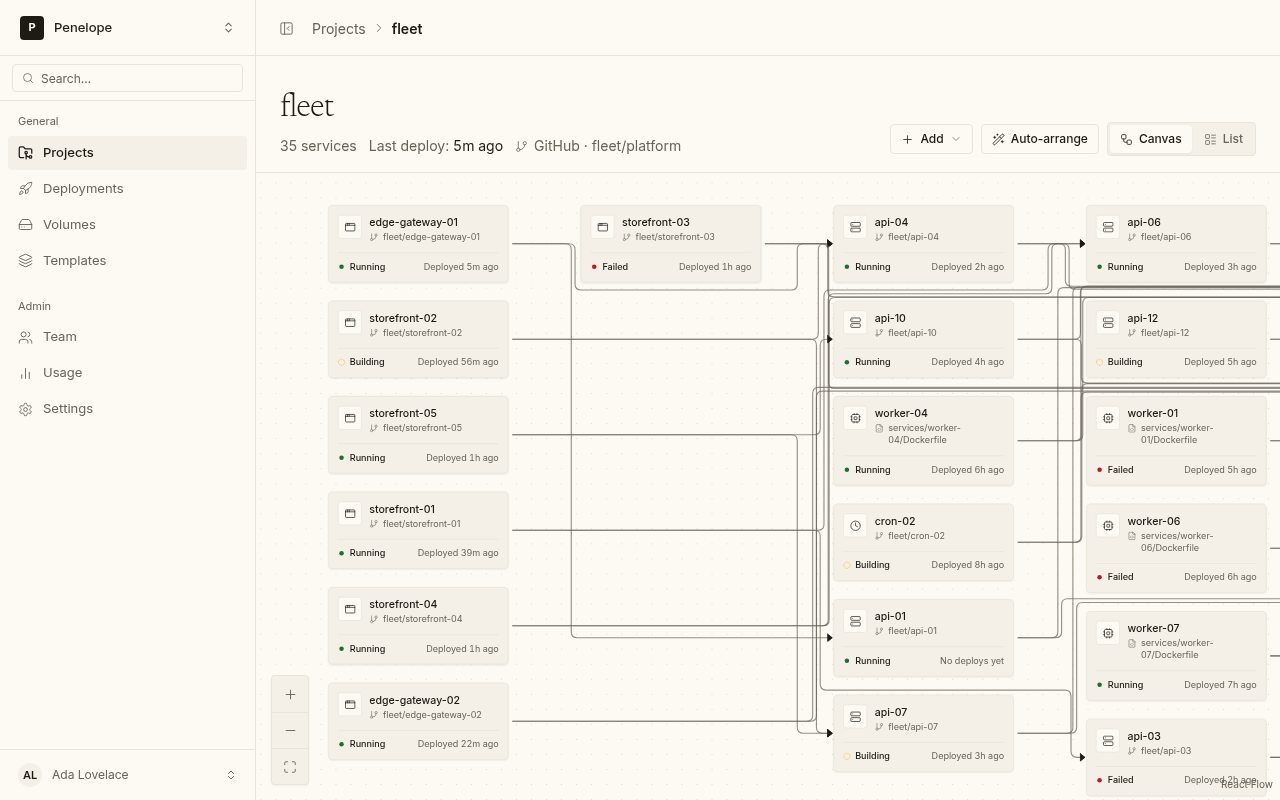 P Penelope
Search...
General
Projects
Deployments
Volumes
Templates
Admin
Team
Usage
Settings
AL Ada Lovelace
Projects > fleet
fleet
35 services Last deploy: 5m ago GitHub · fleet/platform
Add
Auto-arrange
Canvas
List
edge-gateway-01
fleet/edge-gateway-01
Running Deployed 5m ago
storefront-02
fleet/storefront-02
Building Deployed 56m ago
storefront-05
fleet/storefront-05
Running Deployed 1h ago
storefront-01
fleet/storefront-01
Running Deployed 39m ago
storefront-04
fleet/storefront-04
Running Deployed 1h ago
edge-gateway-02
fleet/edge-gateway-02
Running Deployed 22m ago
storefront-03
fleet/storefront-03
Failed Deployed 1h ago
api-04
fleet/api-04
Running Deployed 2h ago
api-10
fleet/api-10
Running Deployed 4h ago
worker-04
services/worker-
04/Dockerfile
Running Deployed 6h ago
cron-02
fleet/cron-02
Building Deployed 8h ago
api-01
fleet/api-01
Running No deploys yet
api-07
fleet/api-07
Building Deployed 3h ago
api-06
fleet/api-06
Running Deployed 3h ago
api-12
fleet/api-12
Building Deployed 5h ago
worker-01
services/worker-
01/Dockerfile
Failed Deployed 5h ago
worker-06
services/worker-
06/Dockerfile
Failed Deployed 6h ago
worker-07
services/worker-
07/Dockerfile
Running Deployed 7h ago
api-03
fleet/api-03
Failed Deployed 2h ago
React Flow